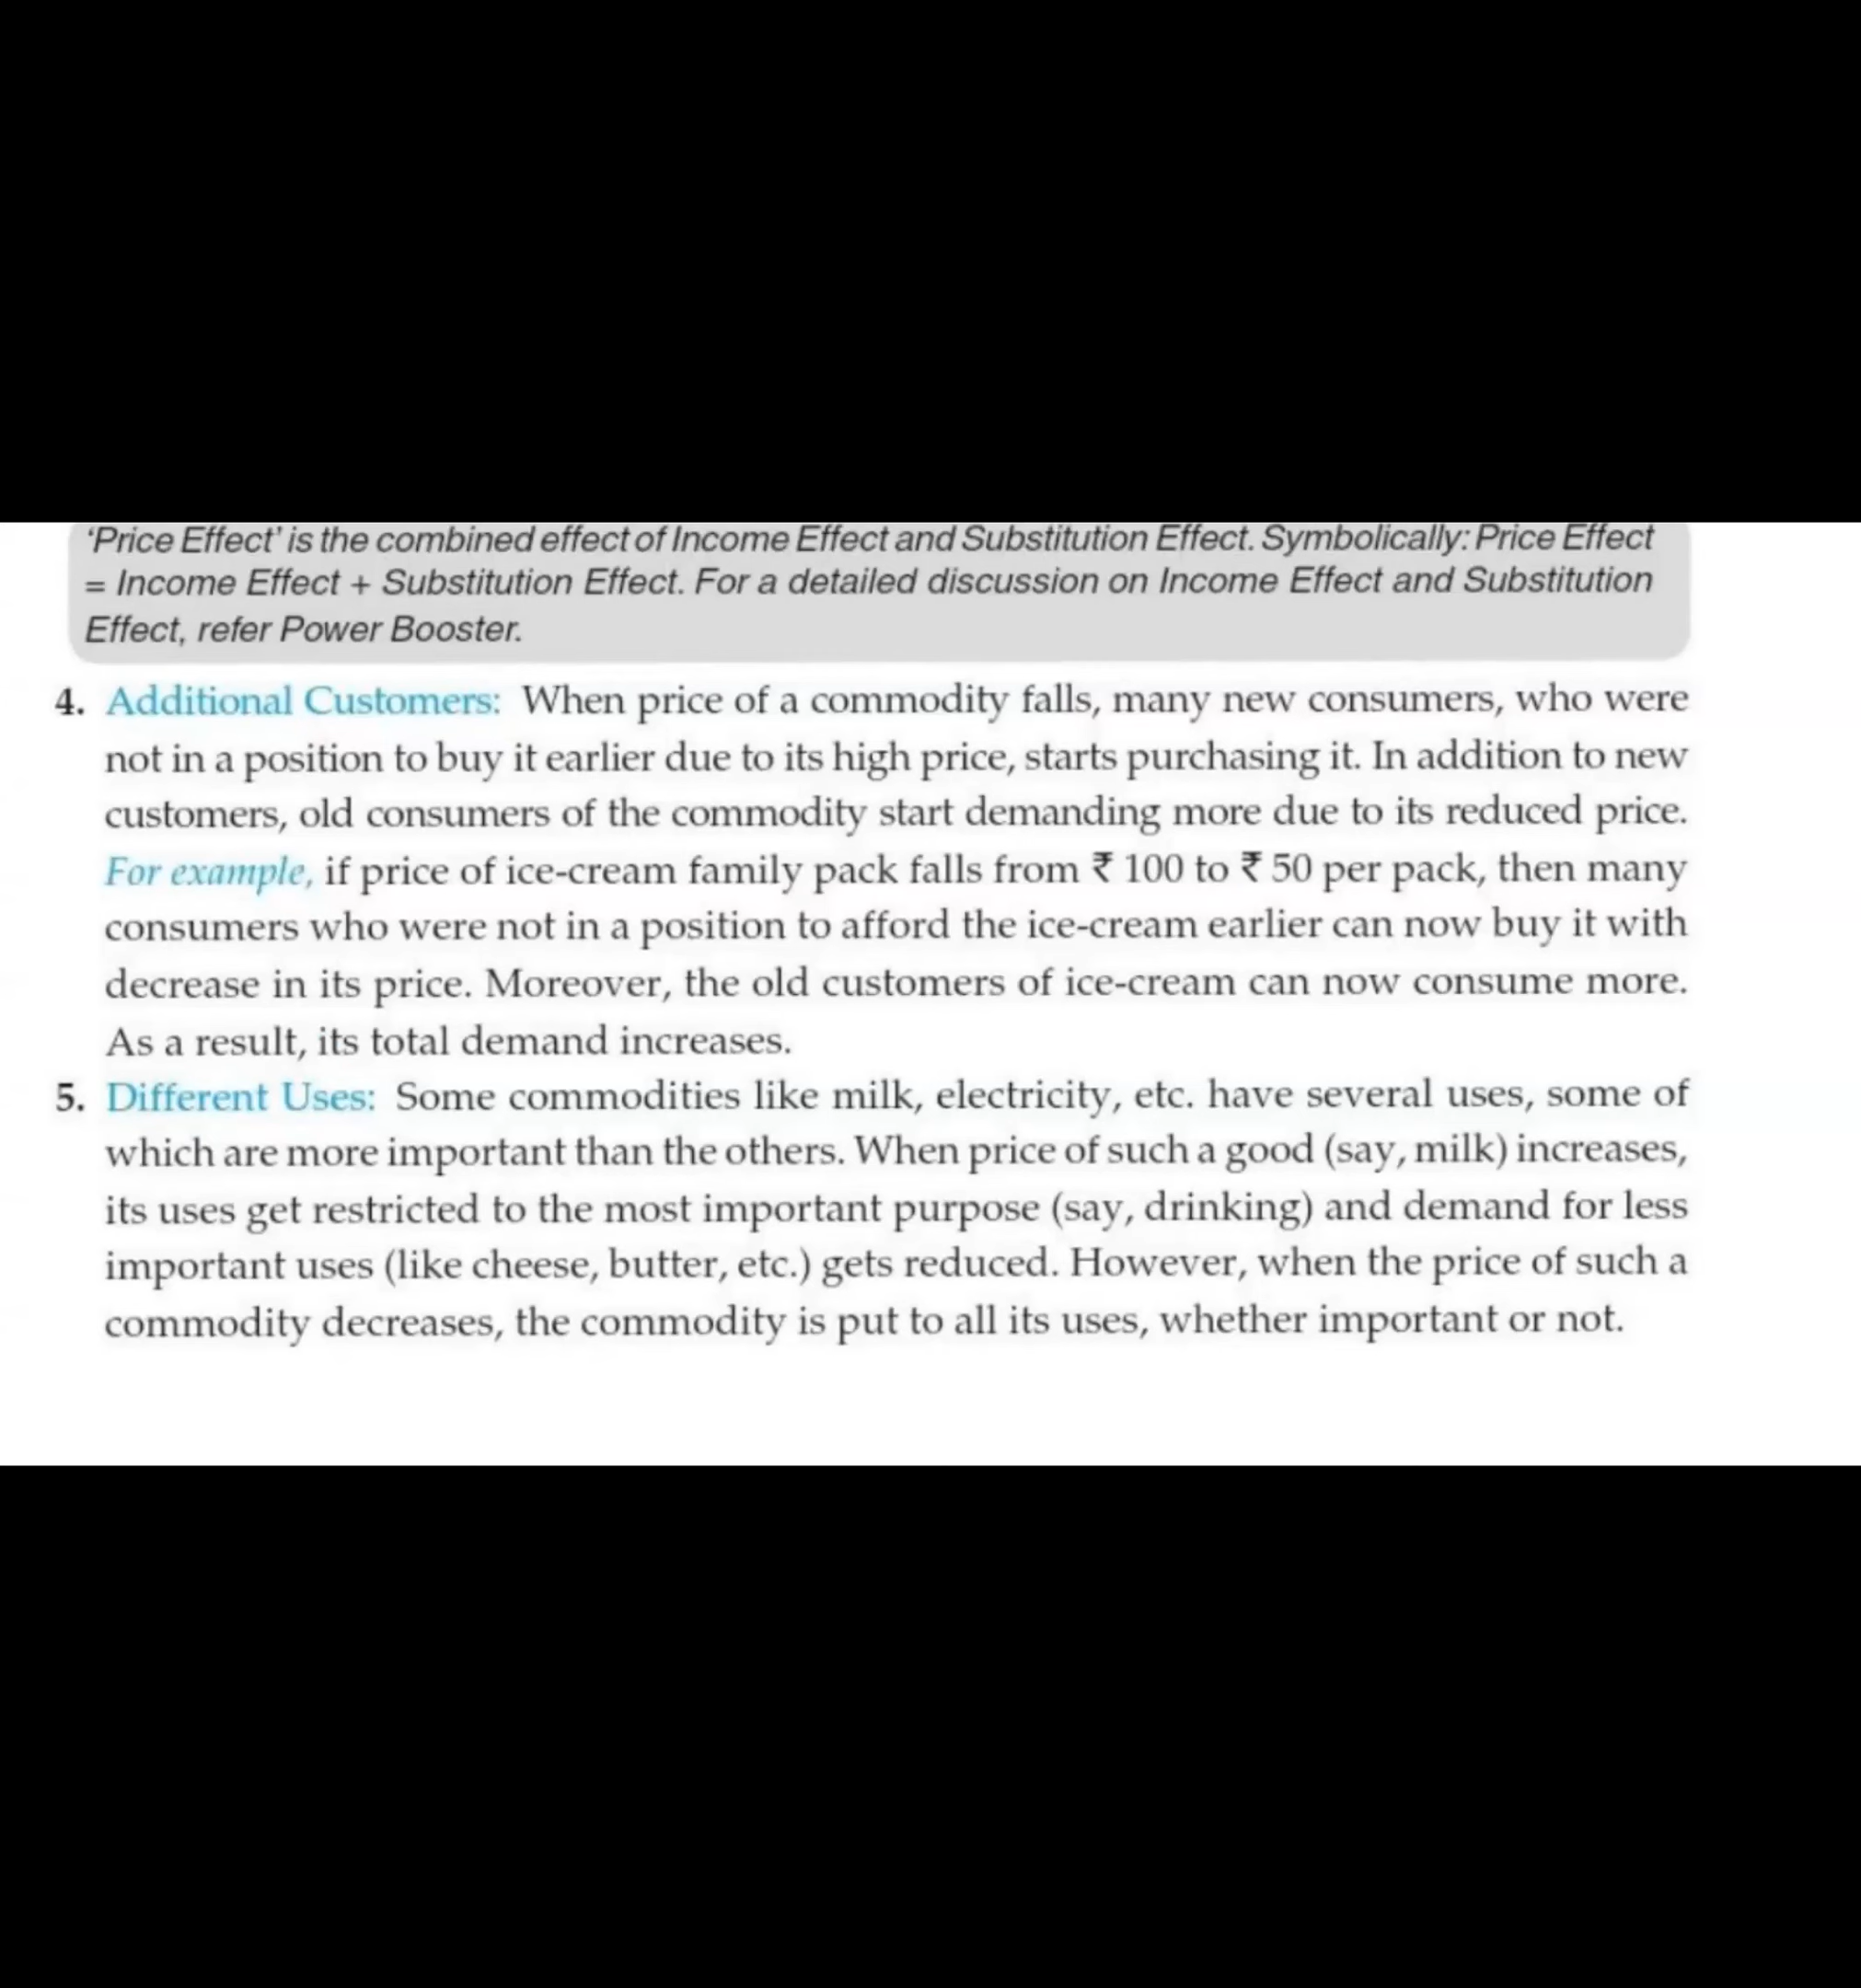 ‘Price Effect’ is the combined effect of Income Effect and Substitution Effect. Symbolically: Price Effect
= Income Effect + Substitution Effect. For a detailed discussion on Income Effect and Substitution
Effect, refer Power Booster.
4. Additional Customers: When price of a commodity falls, many new consumers, who were
not in a position to buy it earlier due to its high price, starts purchasing it. In addition to new
customers, old consumers of the commodity start demanding more due to its reduced price.
For example, if price of ice-cream family pack falls from ₹ 100 to ₹ 50 per pack, then many
consumers who were not in a position to afford the ice-cream earlier can now buy it with
decrease in its price. Moreover, the old customers of ice-cream can now consume more.
As a result, its total demand increases.
5. Different Uses: Some commodities like milk, electricity, etc. have several uses, some of
which are more important than the others. When price of such a good (say, milk) increases,
its uses get restricted to the most important purpose (say, drinking) and demand for less
important uses (like cheese, butter, etc.) gets reduced. However, when the price of such a
commodity decreases, the commodity is put to all its uses, whether important or not.